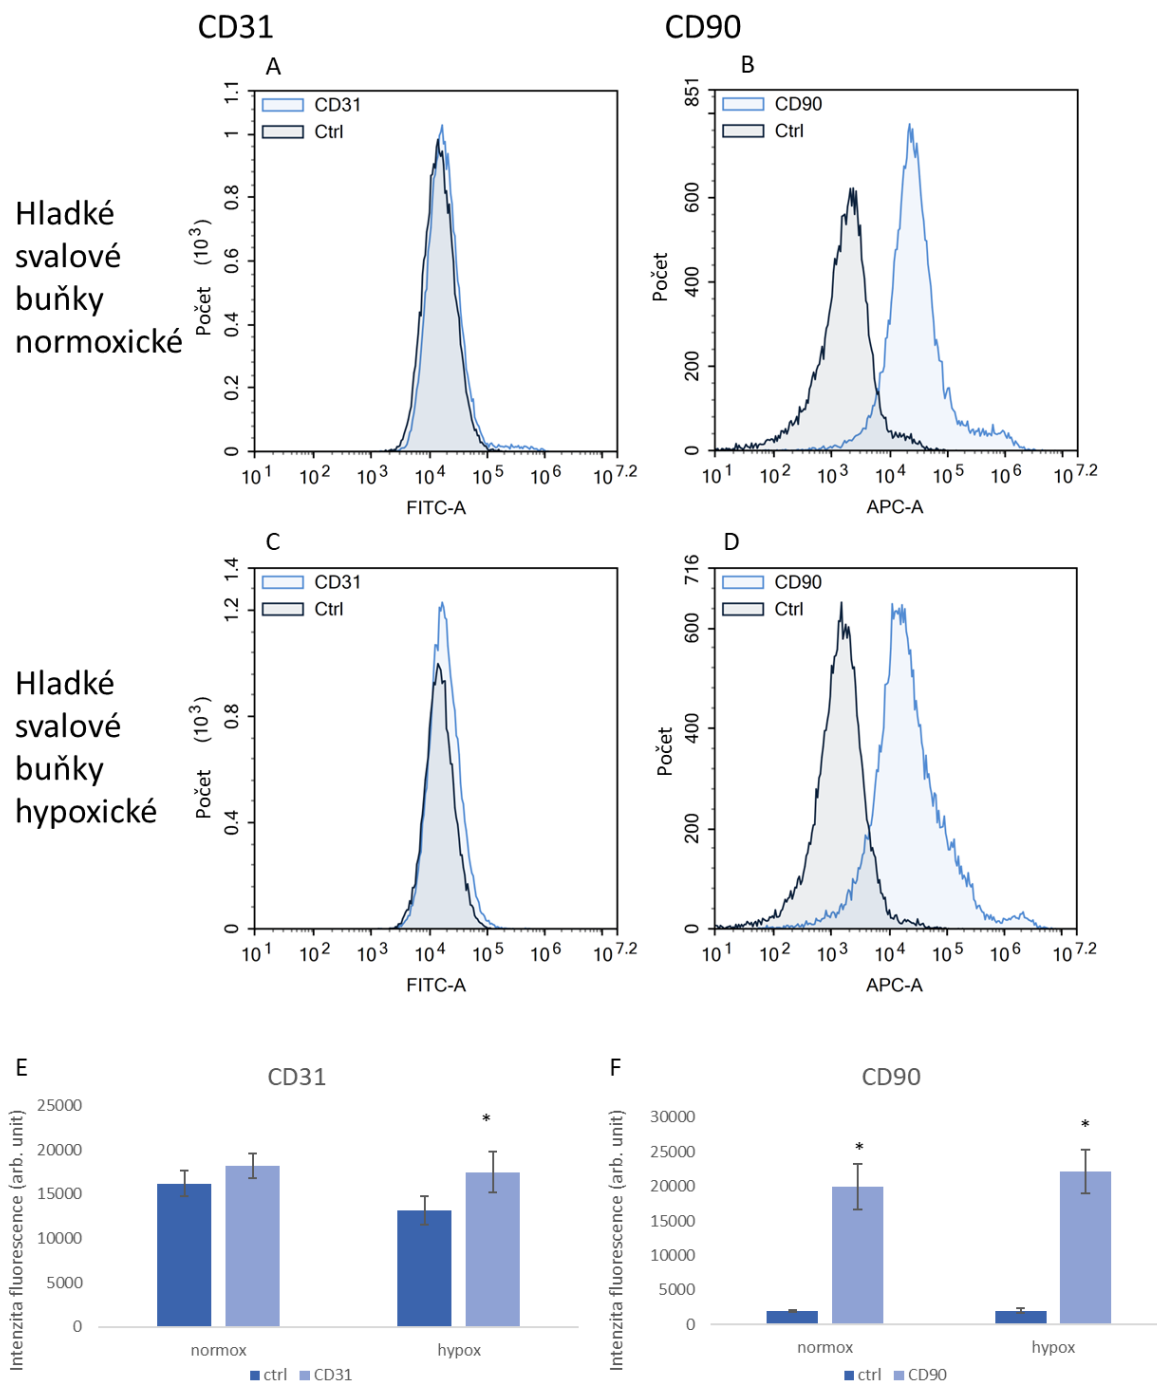 CD31
CD90
A
B
Hladké
svalové
buňky
normoxické
CD31
Ctrl
1.1
1
0.8
0.6
0.4
0.2
0
Počet (10³)
10¹ 10² 10³ 10⁴ 10⁵ 10⁶ 10⁷·²
FITC-A
CD90
Ctrl
851
600
400
200
0
Počet
10¹ 10² 10³ 10⁴ 10⁵ 10⁶ 10⁷·²
APC-A
C
D
Hladké
svalové
buňky
hypoxické
CD31
Ctrl
1.4
1.2
0.8
0.4
0
Počet (10³)
10¹ 10² 10³ 10⁴ 10⁵ 10⁶ 10⁷·²
FITC-A
CD90
Ctrl
716
600
400
200
0
Počet
10¹ 10² 10³ 10⁴ 10⁵ 10⁶ 10⁷·²
APC-A
E
CD31
Intenzita fluorescence (arb. unit)
25000
20000
15000
10000
5000
0
*
normox hypox
ctrl CD31
F
CD90
Intenzita fluorescence (arb. unit)
30000
25000
20000
15000
10000
5000
0
* *
normox hypox
ctrl CD90